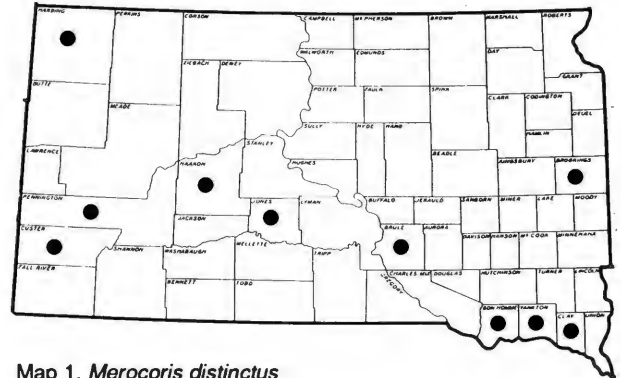 HARDING
PERKINS
CORSON
CAMPBELL
McPHERSON
BROWN
MARSHALL
ROBERTS
WALWORTH
EDMUNDS
DAY
BUTTE
ZIEBACH
DEWEY
GRANT
MEADE
POTTER
FAULK
SPINK
CLARK
CODINGTON
DEUEL
HAMLIN
SULLY
HYDE
HAND
STANLEY
LAWRENCE
HAAKON
HUGHES
BEADLE
KINGSBURY
BROOKINGS
PENNINGTON
JONES
LYMAN
BUFFALO
JERAULD
SANBORN
MINER
LAKE
MOODY
JACKSON
CUSTER
BRULE
AURORA
DAVISON
HANSON
McCOOK
MINNEHAHA
SHANNON
WASHABAUGH
MELLETTE
TRIPP
FALL RIVER
BENNETT
TODD
GREGORY
CHARLES MIX
DOUGLAS
HUTCHINSON
TURNER
LINCOLN
BON HOMME
YANKTON
CLAY
UNION
Map 1. Merocoris distinctus